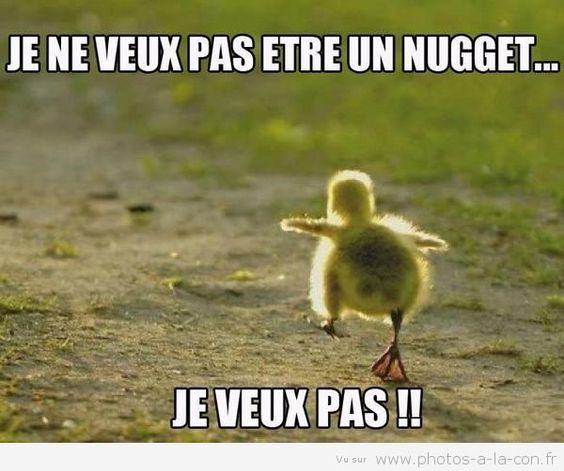 JE NE VEUX PAS ETRE UN NUGGET...
JE VEUX PAS !!
Vu sur www.photos-a-la-con.fr